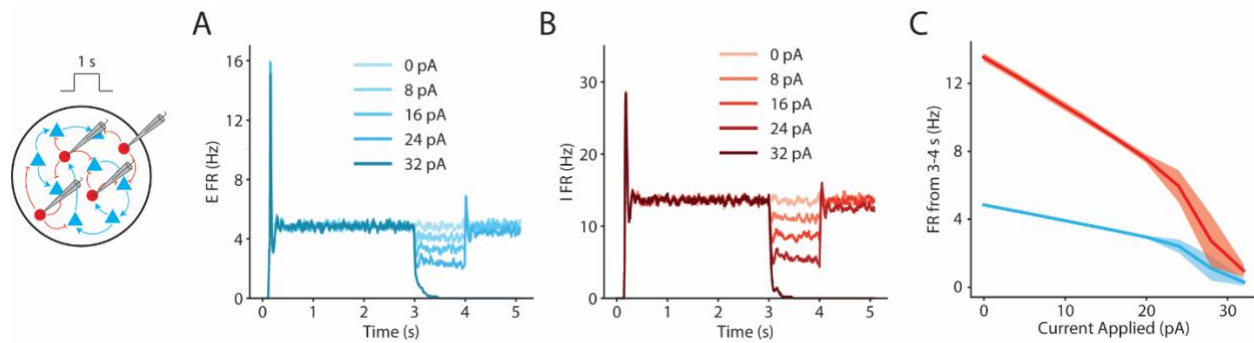 1 s
A
E FR (Hz)
16
12
8
4
0
0 pA
8 pA
16 pA
24 pA
32 pA
0 1 2 3 4 5
Time (s)
B
I FR (Hz)
30
20
10
0
0 pA
8 pA
16 pA
24 pA
32 pA
0 1 2 3 4 5
Time (s)
C
FR from 3-4 s (Hz)
12
8
4
0
0 10 20 30
Current Applied (pA)